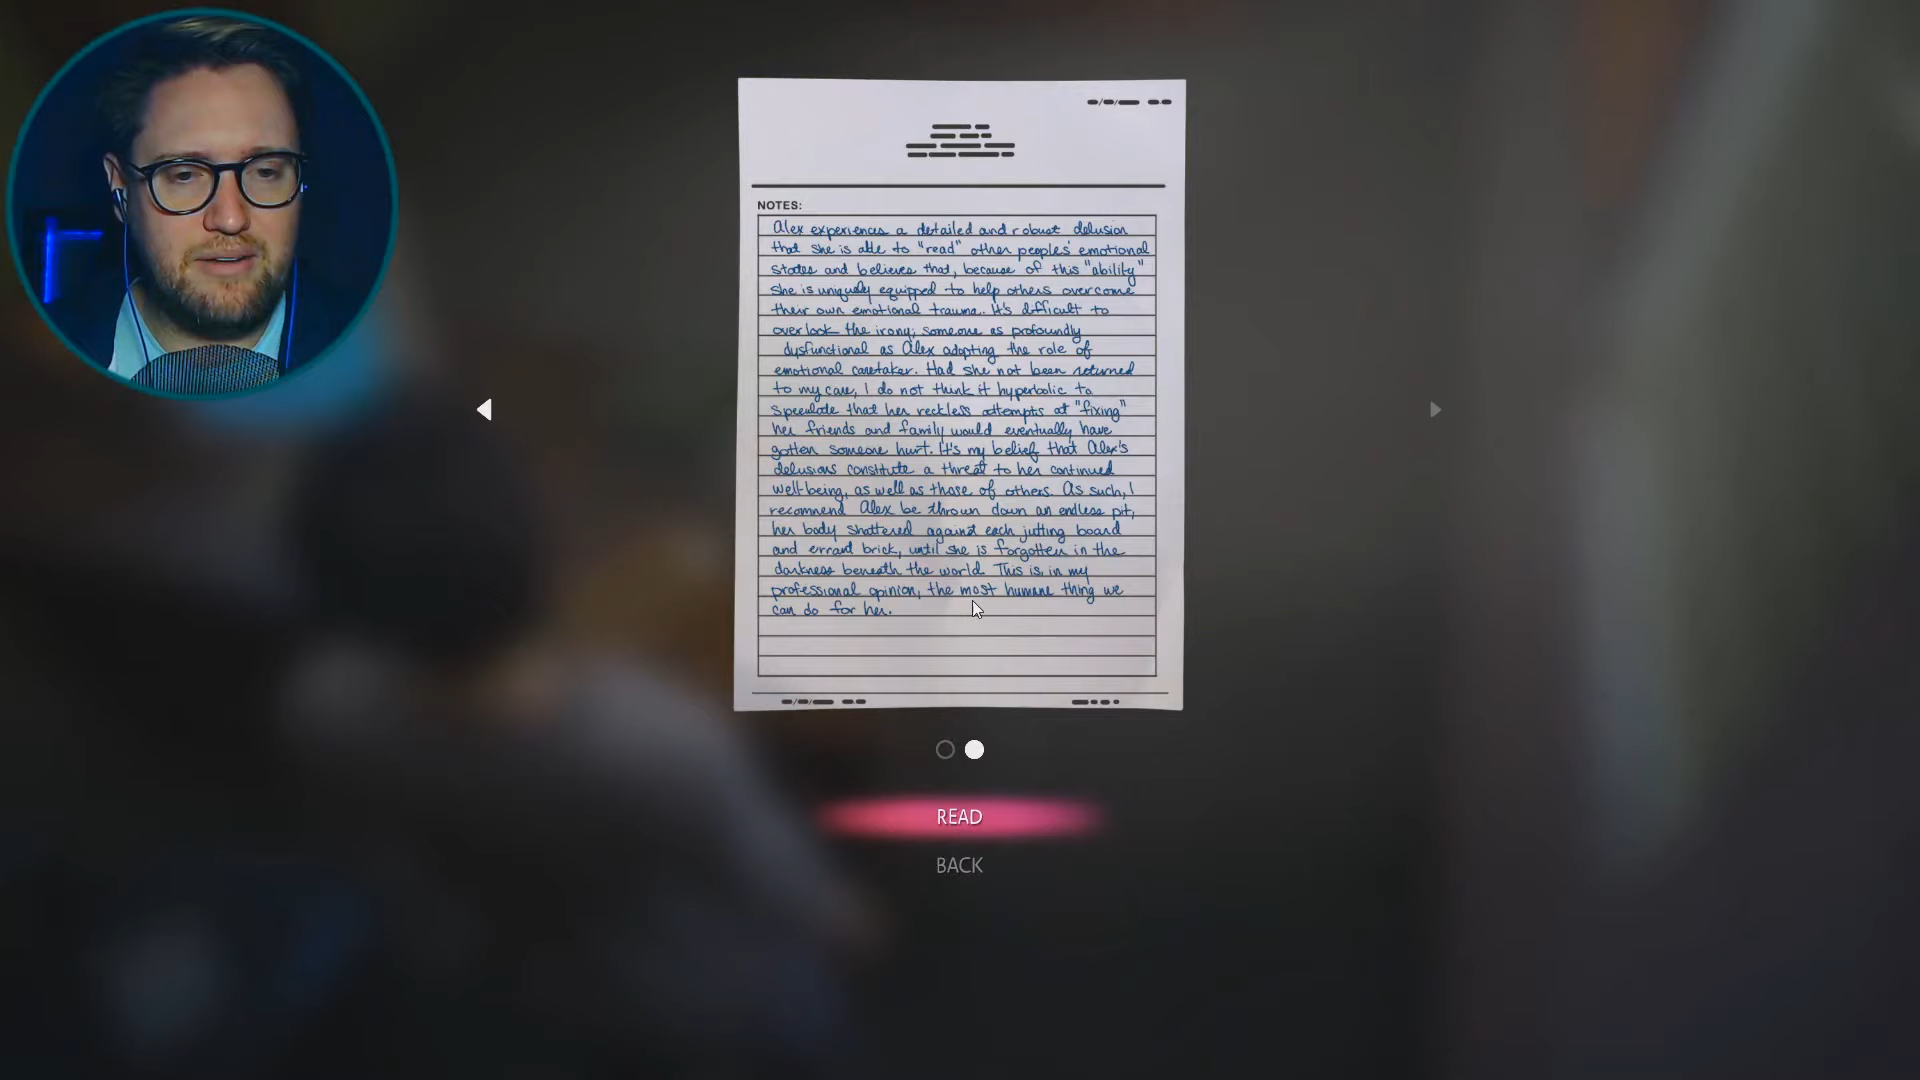 NOTES:
Alex experiences a detailed and robust delusion
that she is able to "read" other peoples' emotional
states and believes that, because of this "ability"
she is uniquely equipped to help others overcome
their own emotional trauma. It's difficult to
overlook the irony; someone as profoundly
dysfunctional as Alex adopting the role of
emotional caretaker. Had she not been returned
to my care, I do not think it hyperbolic to
speculate that her reckless attempts at "fixing"
her friends and family would eventually have
gotten someone hurt. It's my belief that Alex's
delusions constitute a threat to her continued
well-being, as well as those of others. As such, I
recommend Alex be thrown down an endless pit,
her body shattered against each jutting board
and errant brick, until she is forgotten in the
darkness beneath the world. This is, in my
professional opinion, the most humane thing we
can do for her.
READ
BACK